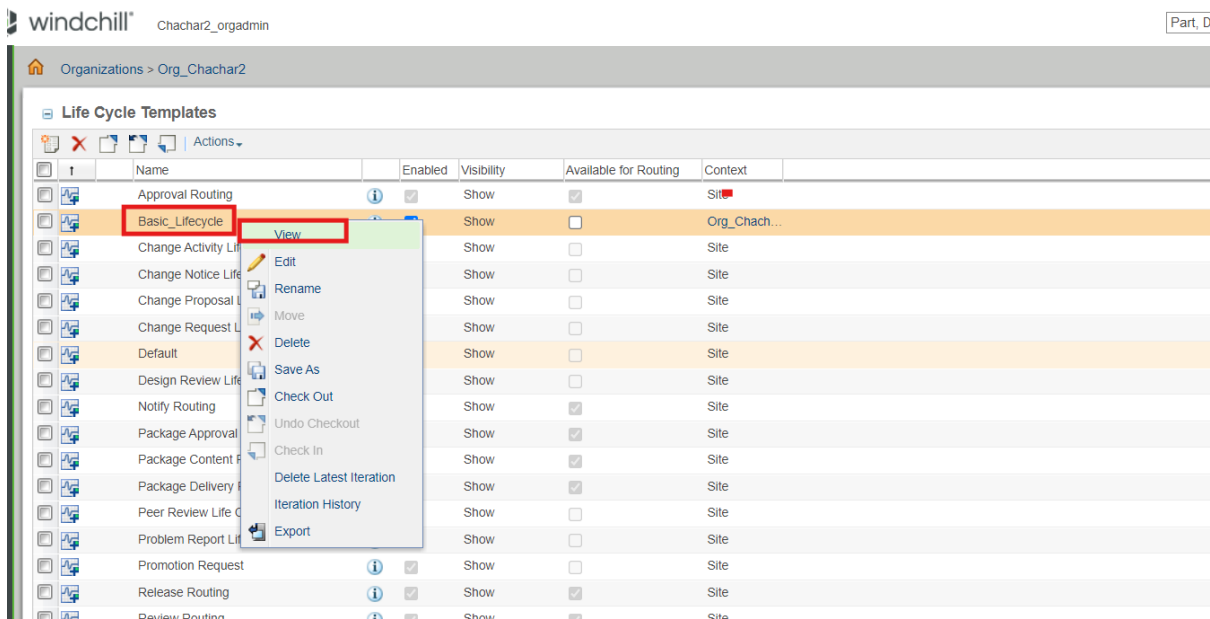 windchill® Chachar2_orgadmin Part, D
Organizations > Org_Chachar2
Life Cycle Templates
Actions
Name Enabled Visibility Available for Routing Context
Approval Routing Show Site
Basic_Lifecycle Show Org_Chach...
View
Change Activity Lif Show Site
Edit
Change Notice Life Show Site
Rename
Change Proposal L Show Site
Move
Change Request L Show Site
Delete
Default Show Site
Save As
Design Review Life Show Site
Check Out
Notify Routing Show Site
Undo Checkout
Package Approval Show Site
Check In
Package Content Show Site
Delete Latest Iteration
Package Delivery Show Site
Iteration History
Peer Review Life C Show Site
Export
Problem Report Lif Show Site
Promotion Request Show Site
Release Routing Show Site
Review Routing Show Site